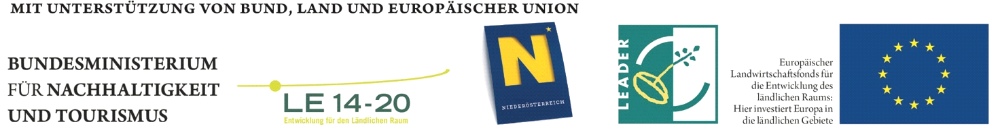 MIT UNTERSTÜTZUNG VON BUND, LAND UND EUROPÄISCHER UNION
BUNDESMINISTERIUM
FÜR NACHHALTIGKEIT
UND TOURISMUS
LE 14-20
Entwicklung für den Ländlichen Raum
N
NIEDERÖSTERREICH
LEADER
Europäischer
Landwirtschaftsfonds für
die Entwicklung des
ländlichen Raums:
Hier investiert Europa in
die ländlichen Gebiete